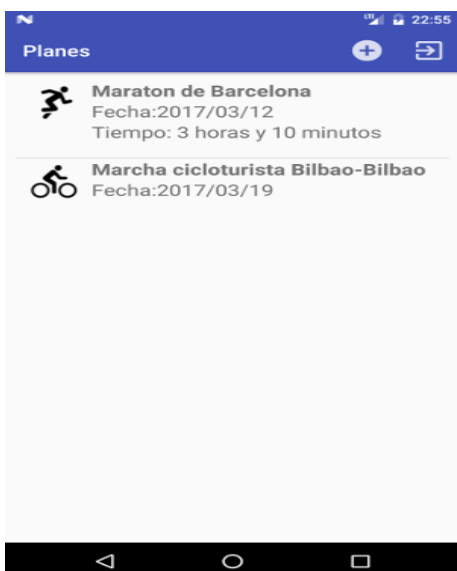 22:55
Planes
Maraton de Barcelona
Fecha:2017/03/12
Tiempo: 3 horas y 10 minutos
Marcha cicloturista Bilbao-Bilbao
Fecha:2017/03/19